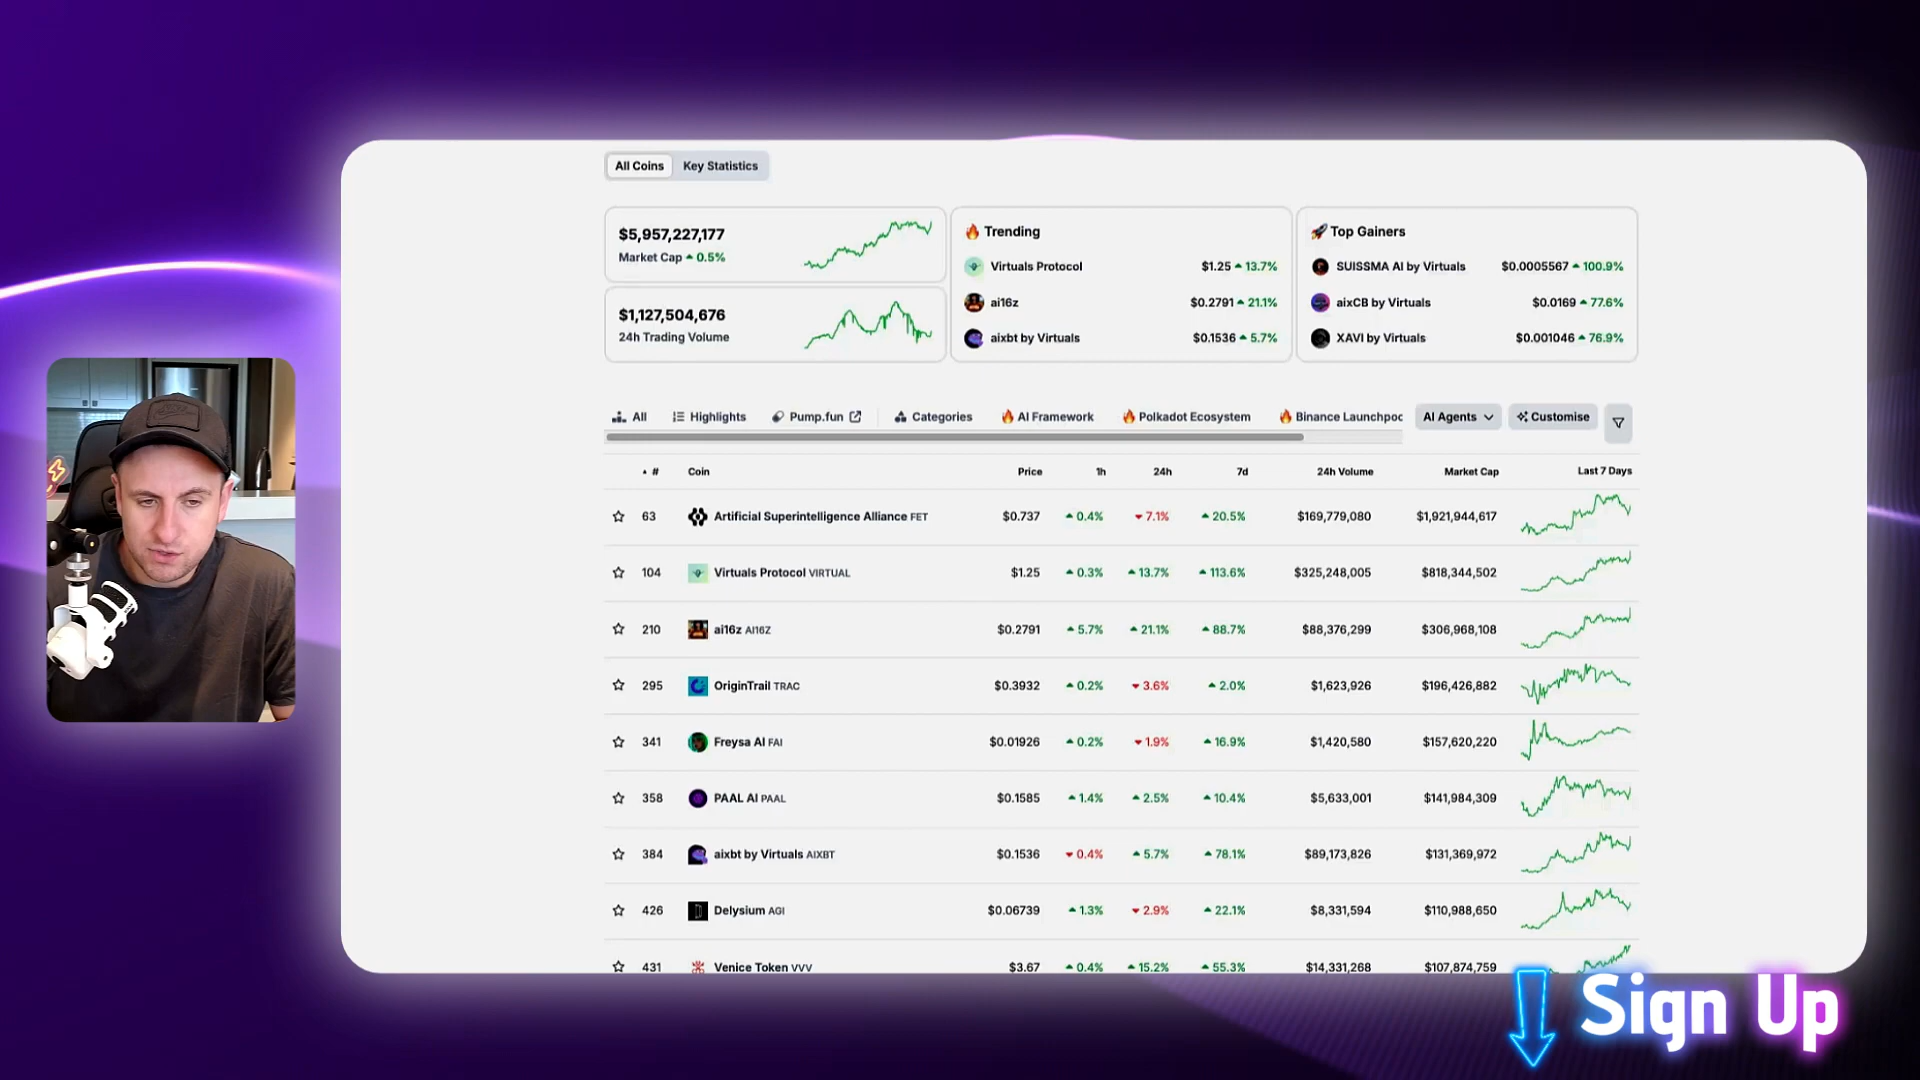 All Coins Key Statistics
$5,957,227,177
Market Cap ▲ 0.5%
$1,127,504,676
24h Trading Volume
🔥 Trending
Virtuals Protocol $1.25 ▲ 13.7%
ai16z $0.2791 ▲ 21.1%
aixbt by Virtuals $0.1536 ▲ 5.7%
🚀 Top Gainers
SUISSMA AI by Virtuals $0.0005567 ▲ 100.9%
aixCB by Virtuals $0.0169 ▲ 77.6%
XAVI by Virtuals $0.001046 ▲ 76.9%
All Highlights Pump.fun Categories 🔥 AI Framework 🔥 Polkadot Ecosystem 🔥 Binance Launchpoc AI Agents Customise
▲ # Coin Price 1h 24h 7d 24h Volume Market Cap Last 7 Days
63 Artificial Superintelligence Alliance FET $0.737 ▲ 0.4% ▼ 7.1% ▲ 20.5% $169,779,080 $1,921,944,617
104 Virtuals Protocol VIRTUAL $1.25 ▲ 0.3% ▲ 13.7% ▲ 113.6% $325,248,005 $818,344,502
210 ai16z AI16Z $0.2791 ▲ 5.7% ▲ 21.1% ▲ 88.7% $88,376,299 $306,968,108
295 OriginTrail TRAC $0.3932 ▲ 0.2% ▼ 3.6% ▲ 2.0% $1,623,926 $196,426,882
341 Freysa AI FAI $0.01926 ▲ 0.2% ▼ 1.9% ▲ 16.9% $1,420,580 $157,620,220
358 PAAL AI PAAL $0.1585 ▲ 1.4% ▲ 2.5% ▲ 10.4% $5,633,001 $141,984,309
384 aixbt by Virtuals AIXBT $0.1536 ▼ 0.4% ▲ 5.7% ▲ 78.1% $89,173,826 $131,369,972
426 Delysium AGI $0.06739 ▲ 1.3% ▼ 2.9% ▲ 22.1% $8,331,594 $110,988,650
431 Venice Token VVV $3.67 ▲ 0.4% ▲ 15.2% ▲ 55.3% $14,331,268 $107,874,759
Sign Up